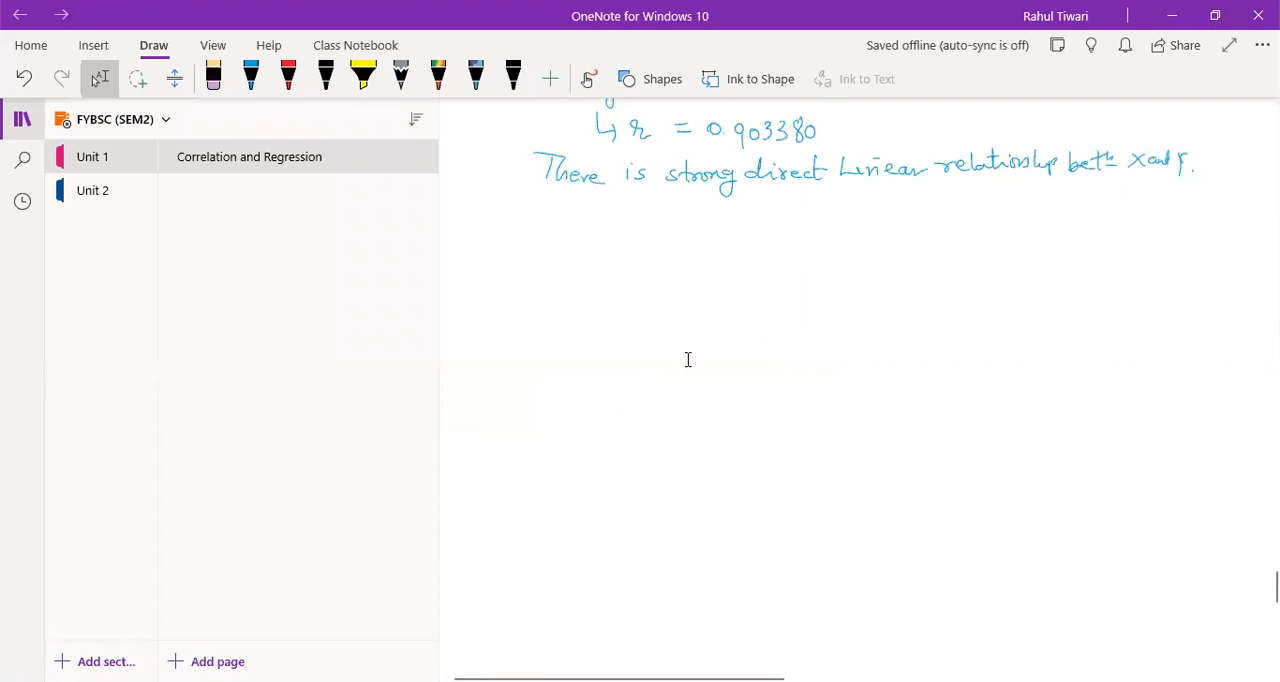 OneNote for Windows 10
Rahul Tiwari
Home Insert Draw View Help Class Notebook
Saved offline (auto-sync is off)
Share
Shapes
Ink to Shape
Ink to Text
FYBSC (SEM2)
Unit 1
Correlation and Regression
Unit 2
r = 0.903380
There is strong direct Linear relationship betn X and Y.
Add sect...
Add page